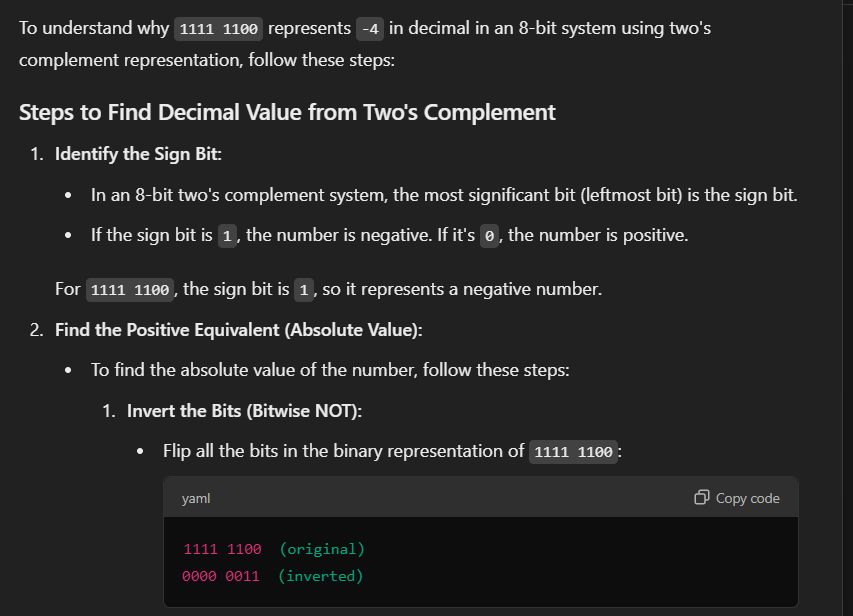 To understand why 1111 1100 represents -4 in decimal in an 8-bit system using two's
complement representation, follow these steps:
Steps to Find Decimal Value from Two's Complement
1. Identify the Sign Bit:
• In an 8-bit two's complement system, the most significant bit (leftmost bit) is the sign bit.
• If the sign bit is 1, the number is negative. If it's 0, the number is positive.
For 1111 1100, the sign bit is 1, so it represents a negative number.
2. Find the Positive Equivalent (Absolute Value):
• To find the absolute value of the number, follow these steps:
1. Invert the Bits (Bitwise NOT):
• Flip all the bits in the binary representation of 1111 1100:
yaml Copy code
1111 1100 (original)
0000 0011 (inverted)